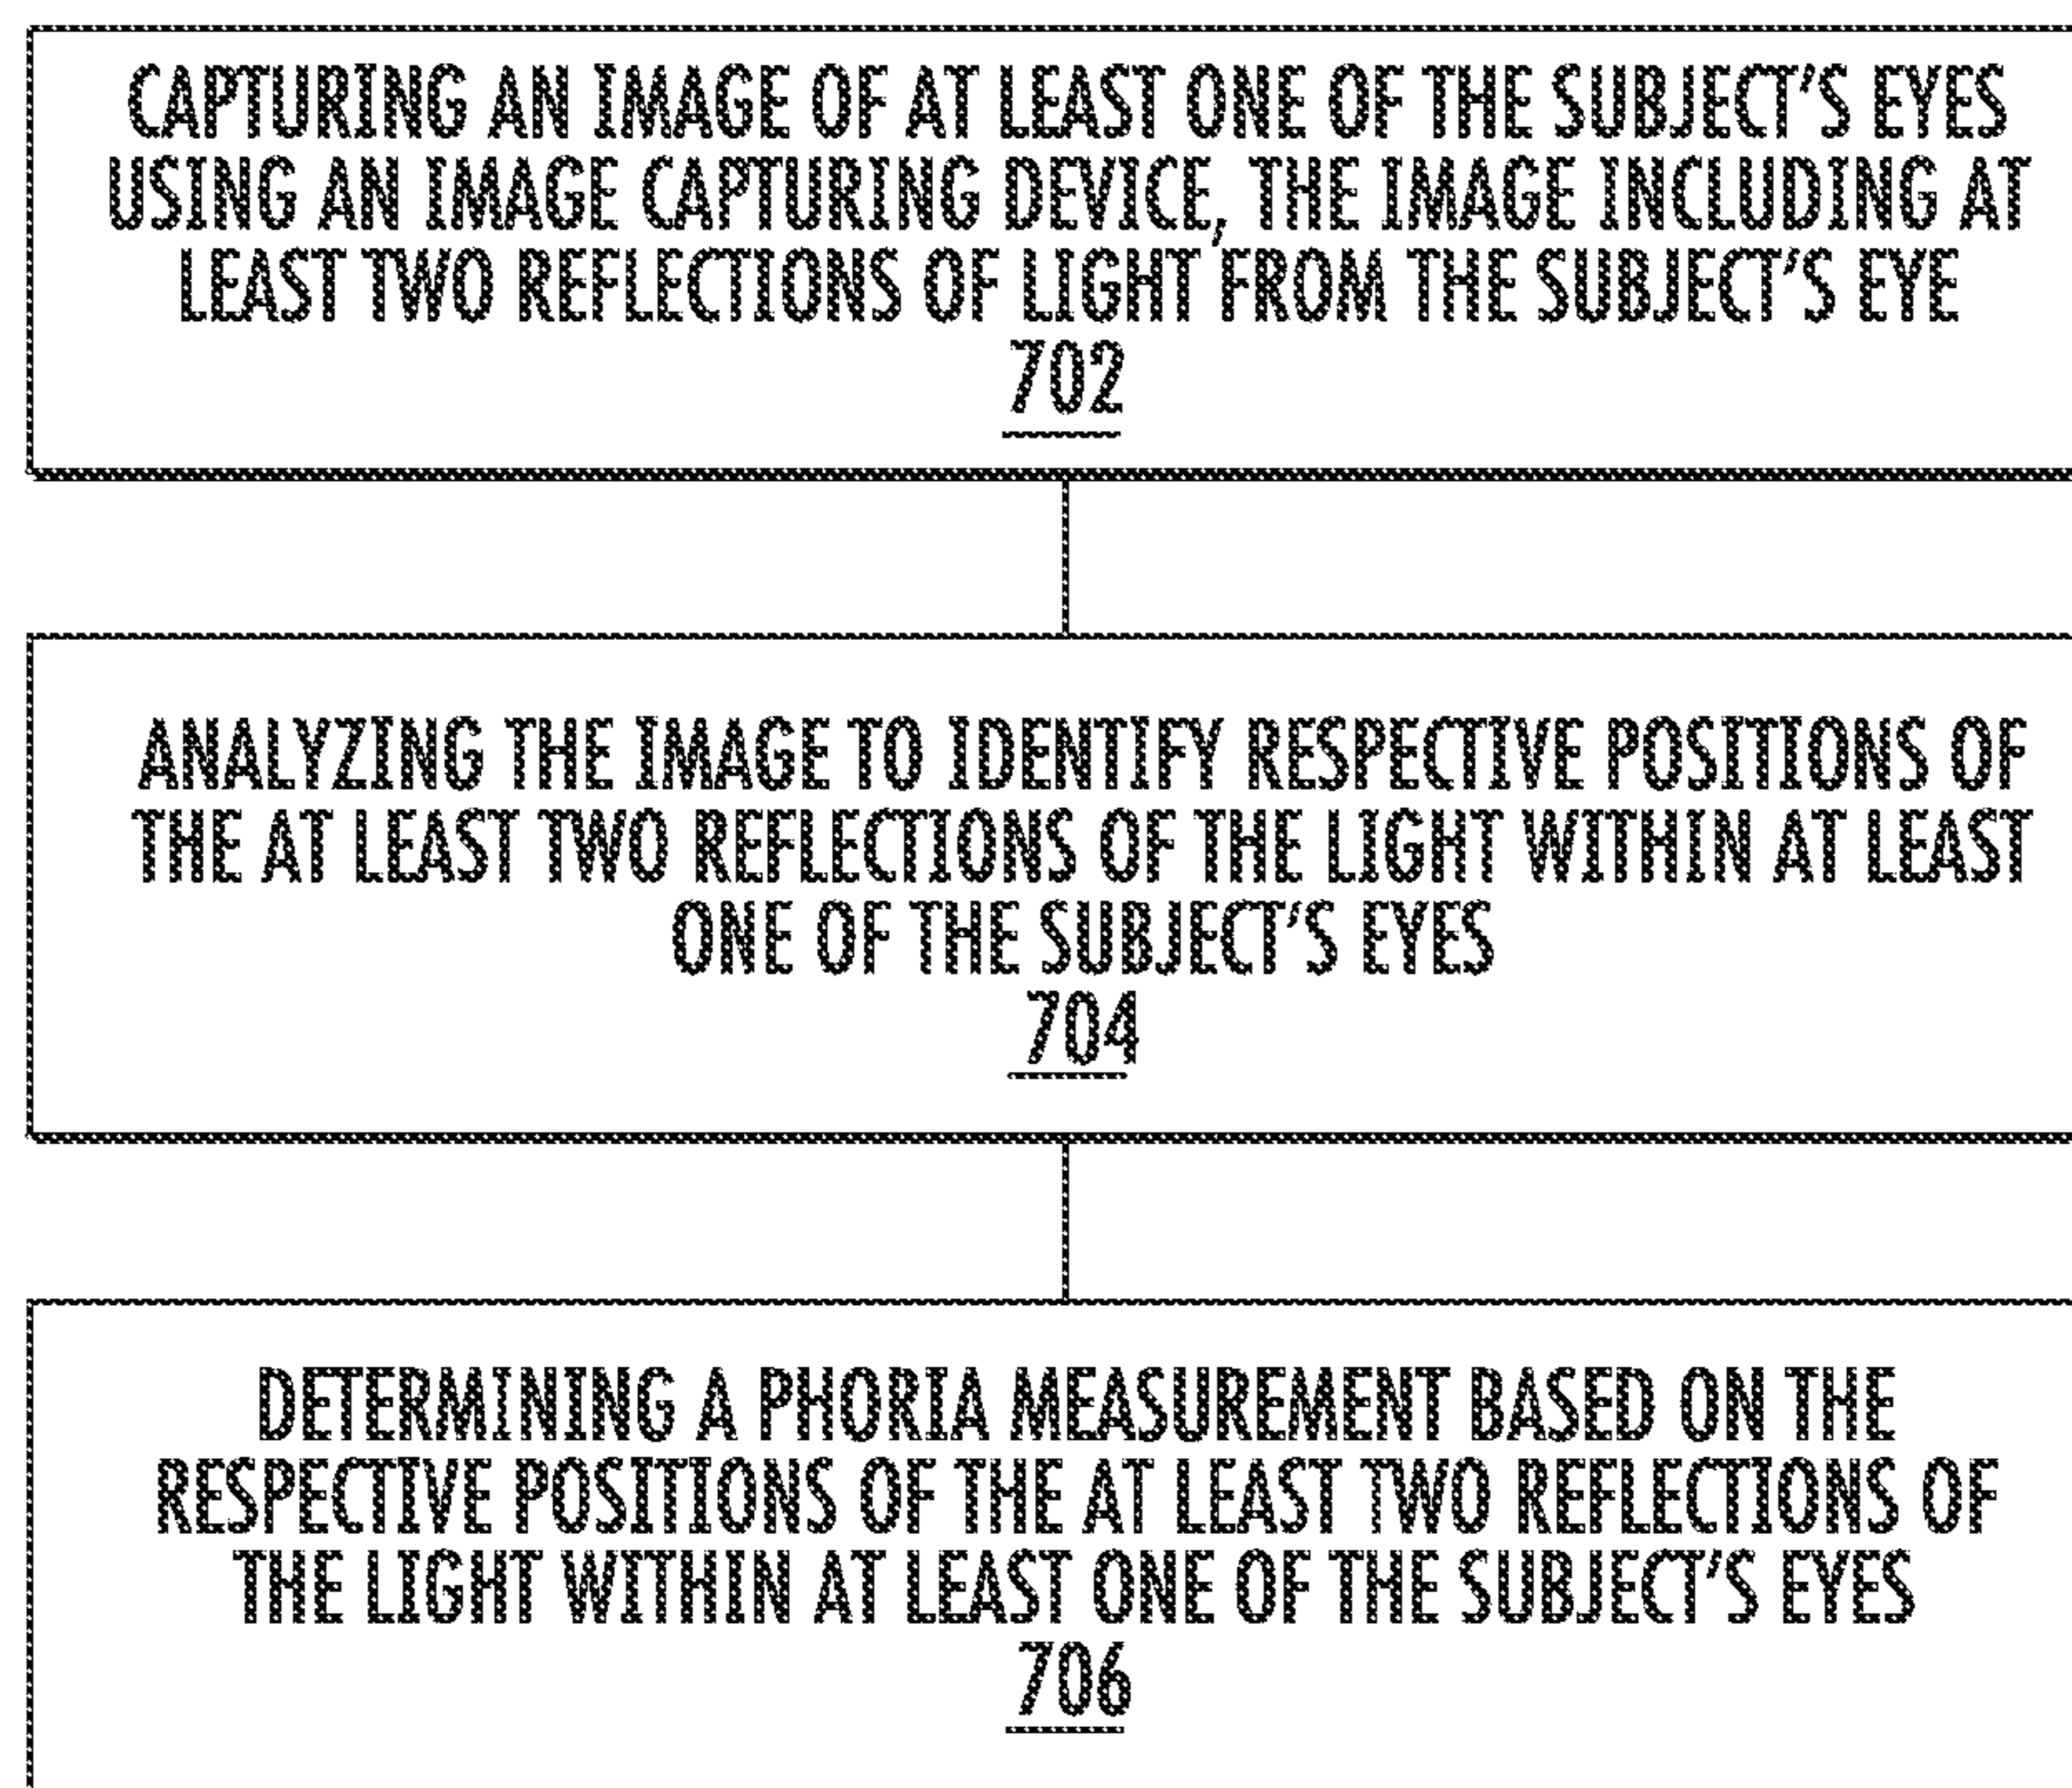 CAPTURING AN IMAGE OF AT LEAST ONE OF THE SUBJECT'S EYES
USING AN IMAGE CAPTURING DEVICE, THE IMAGE INCLUDING AT
LEAST TWO REFLECTIONS OF LIGHT FROM THE SUBJECT'S EYE
702
ANALYZING THE IMAGE TO IDENTIFY RESPECTIVE POSITIONS OF
THE AT LEAST TWO REFLECTIONS OF THE LIGHT WITHIN AT LEAST
ONE OF THE SUBJECT'S EYES
704
DETERMINING A PHORIA MEASUREMENT BASED ON THE
RESPECTIVE POSITIONS OF THE AT LEAST TWO REFLECTIONS OF
THE LIGHT WITHIN AT LEAST ONE OF THE SUBJECT'S EYES
706